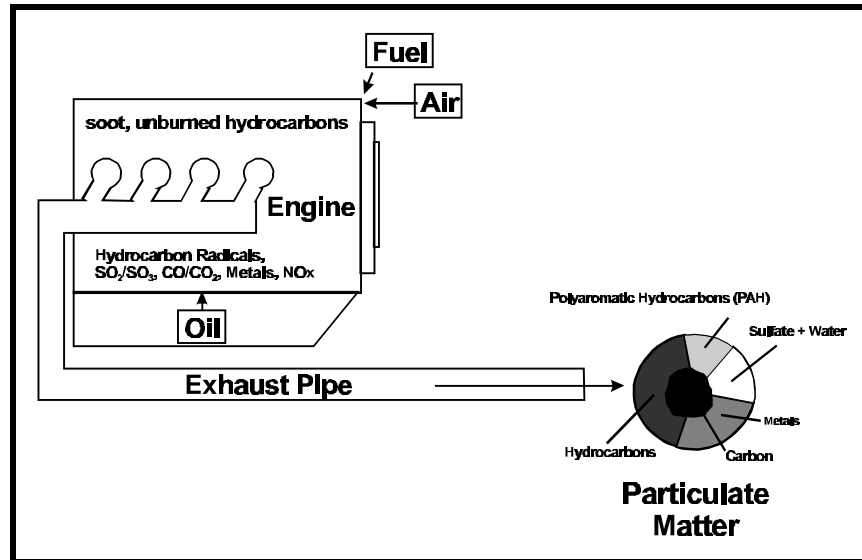 Fuel
Air
soot, unburned hydrocarbons
Engine
Hydrocarbon Radicals,
SO₂/SO₃, CO/CO₂, Metals, NOx
Oil
Exhaust Pipe
Polyaromatic Hydrocarbons (PAH)
Sulfate + Water
Metals
Hydrocarbons
Carbon
Particulate
Matter